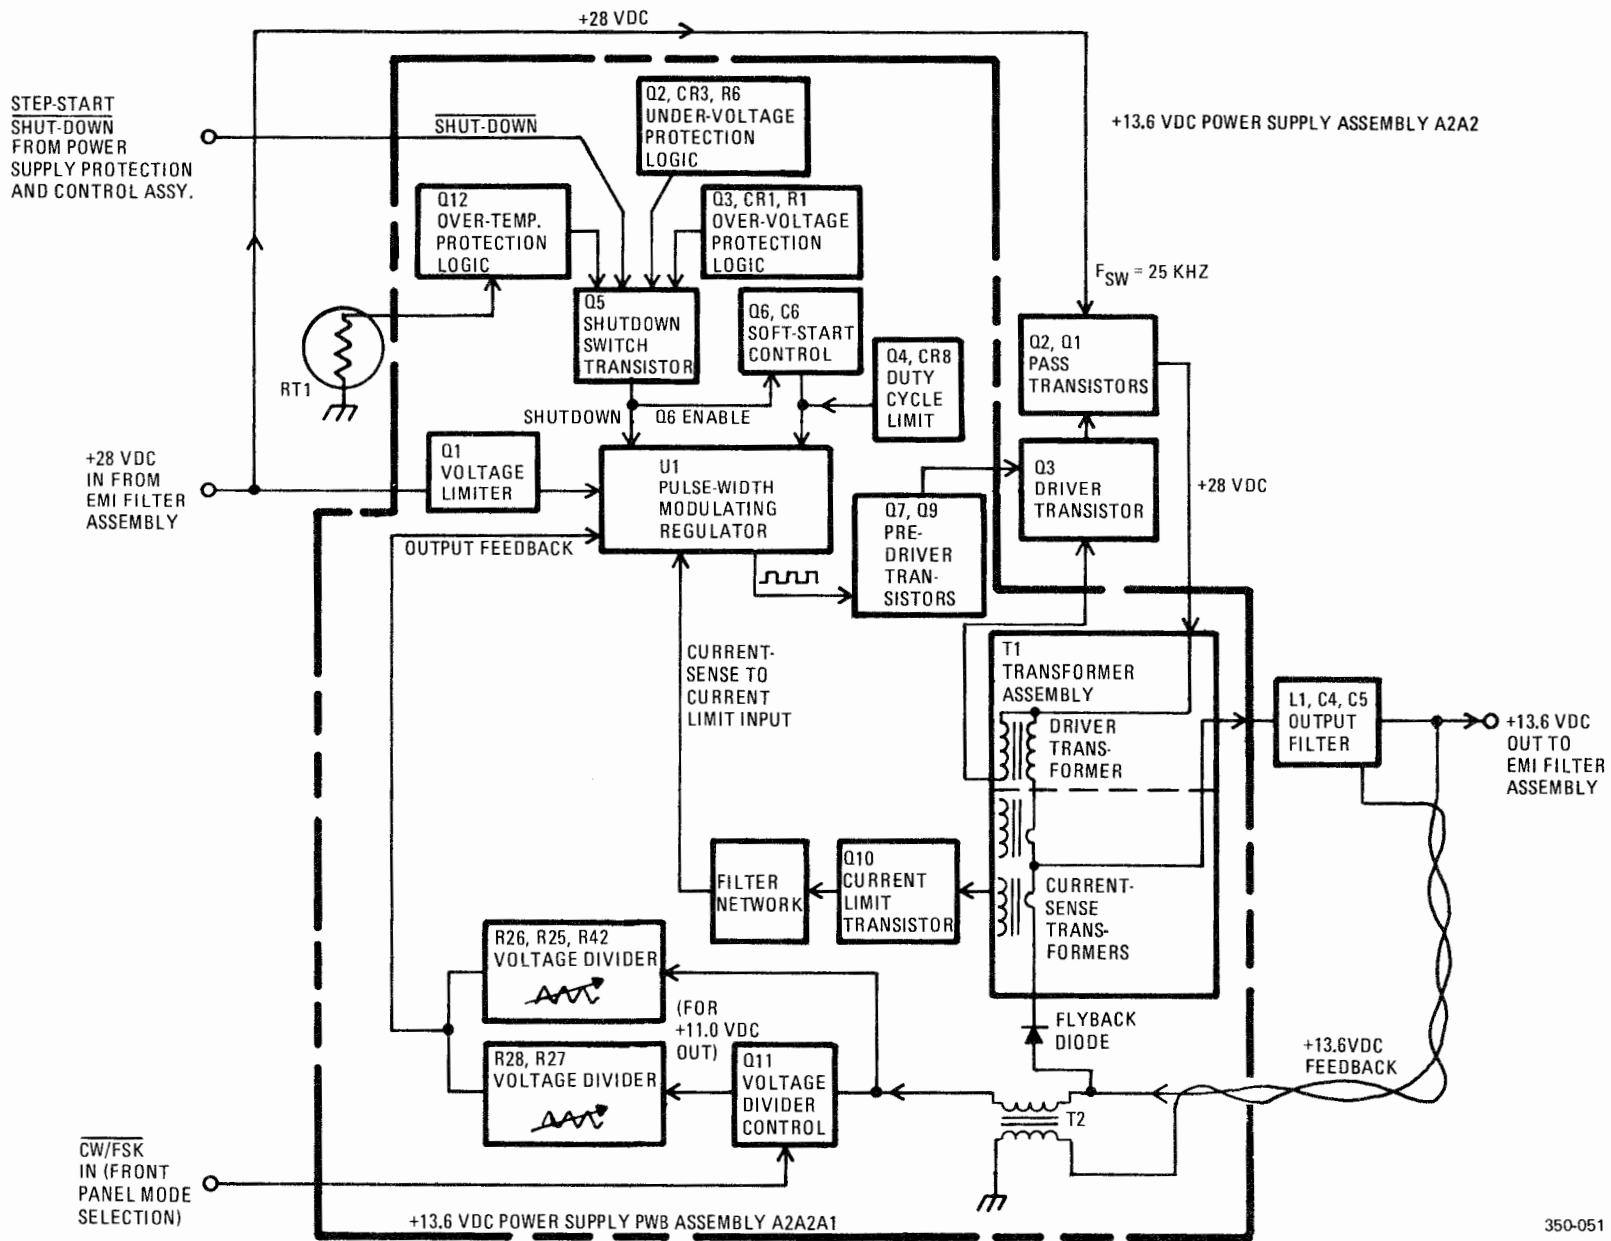 +28 VDC
STEP-START
SHUT-DOWN
FROM POWER
SUPPLY PROTECTION
AND CONTROL ASSY.
SHUT-DOWN
Q2, CR3, R6
UNDER-VOLTAGE
PROTECTION
LOGIC
+13.6 VDC POWER SUPPLY ASSEMBLY A2A2
Q12
OVER-TEMP.
PROTECTION
LOGIC
Q3, CR1, R1
OVER-VOLTAGE
PROTECTION
LOGIC
FSW = 25 KHZ
RT1
Q5
SHUTDOWN
SWITCH
TRANSISTOR
Q6, C6
SOFT-START
CONTROL
Q4, CR8
DUTY
CYCLE
LIMIT
Q2, Q1
PASS
TRANSISTORS
SHUTDOWN
Q6 ENABLE
+28 VDC
IN FROM
EMI FILTER
ASSEMBLY
Q1
VOLTAGE
LIMITER
U1
PULSE-WIDTH
MODULATING
REGULATOR
Q7, Q9
PRE-
DRIVER
TRAN-
SISTORS
Q3
DRIVER
TRANSISTOR
+28 VDC
OUTPUT FEEDBACK
CURRENT-
SENSE TO
CURRENT
LIMIT INPUT
T1
TRANSFORMER
ASSEMBLY
DRIVER
TRANS-
FORMER
L1, C4, C5
OUTPUT
FILTER
+13.6 VDC
OUT TO
EMI FILTER
ASSEMBLY
FILTER
NETWORK
Q10
CURRENT
LIMIT
TRANSISTOR
CURRENT-
SENSE
TRANS-
FORMERS
R26, R25, R42
VOLTAGE DIVIDER
(FOR
+11.0 VDC
OUT)
FLYBACK
DIODE
R28, R27
VOLTAGE DIVIDER
Q11
VOLTAGE
DIVIDER
CONTROL
+13.6VDC
FEEDBACK
T2
CW/FSK
IN (FRONT
PANEL MODE
SELECTION)
+13.6 VDC POWER SUPPLY PWB ASSEMBLY A2A2A1
350-051